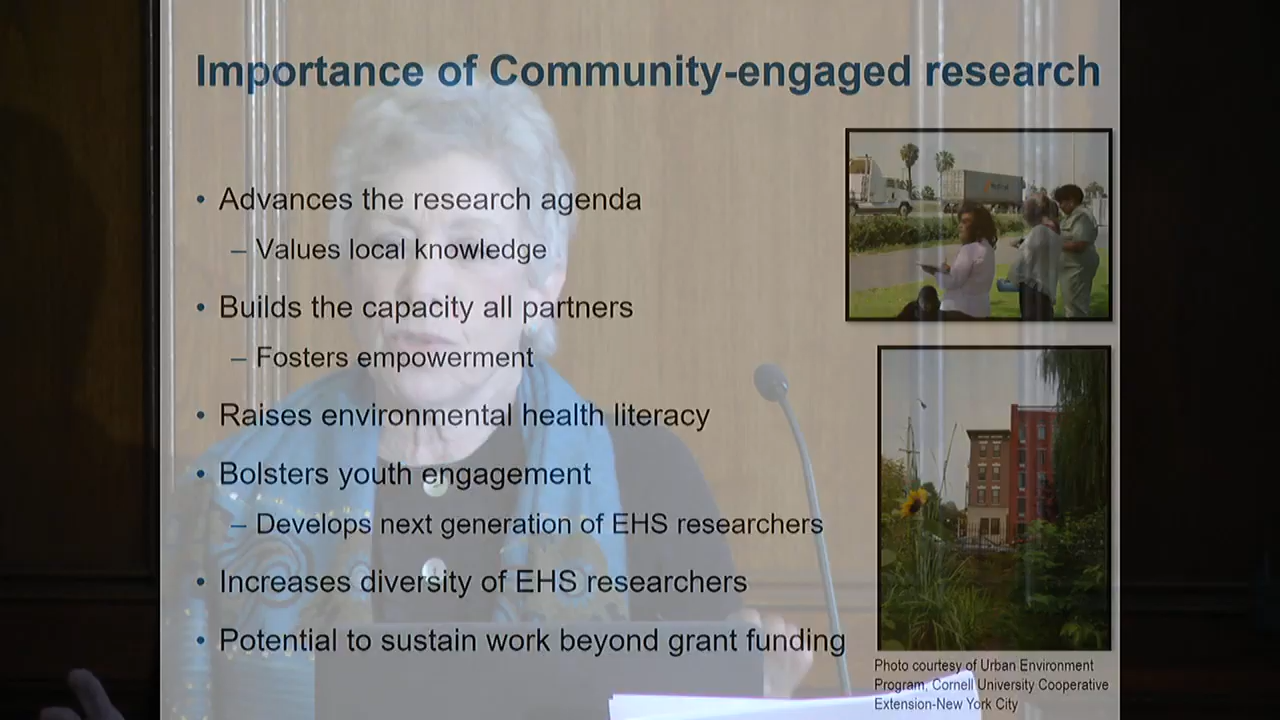 Importance of Community-engaged research
• Advances the research agenda
– Values local knowledge
• Builds the capacity all partners
– Fosters empowerment
• Raises environmental health literacy
• Bolsters youth engagement
– Develops next generation of EHS researchers
• Increases diversity of EHS researchers
• Potential to sustain work beyond grant funding
Photo courtesy of Urban Environment
Program, Cornell University Cooperative
Extension-New York City